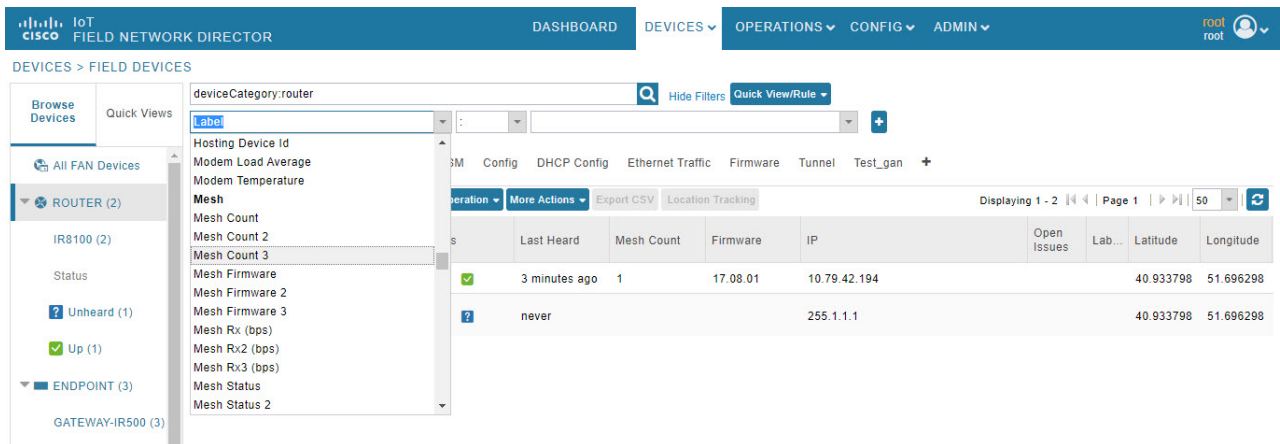 IoT
CISCO FIELD NETWORK DIRECTOR
DASHBOARD DEVICES OPERATIONS CONFIG ADMIN
root
root
DEVICES > FIELD DEVICES
Browse Devices
Quick Views
deviceCategory:router
Hide Filters
Quick View/Rule
Label
:
+
Hosting Device Id
Modem Load Average
Modem Temperature
Mesh
Mesh Count
Mesh Count 2
Mesh Count 3
Mesh Firmware
Mesh Firmware 2
Mesh Firmware 3
Mesh Rx (bps)
Mesh Rx2 (bps)
Mesh Rx3 (bps)
Mesh Status
Mesh Status 2
All FAN Devices
ROUTER (2)
IR8100 (2)
Status
? Unheard (1)
Up (1)
ENDPOINT (3)
GATEWAY-IR500 (3)
SM Config DHCP Config Ethernet Traffic Firmware Tunnel Test_gan +
peration More Actions Export CSV Location Tracking
Displaying 1 - 2 Page 1 50
s Last Heard Mesh Count Firmware IP Open Issues Lab... Latitude Longitude
3 minutes ago 1 17.08.01 10.79.42.194 40.933798 51.696298
? never 255.1.1.1 40.933798 51.696298